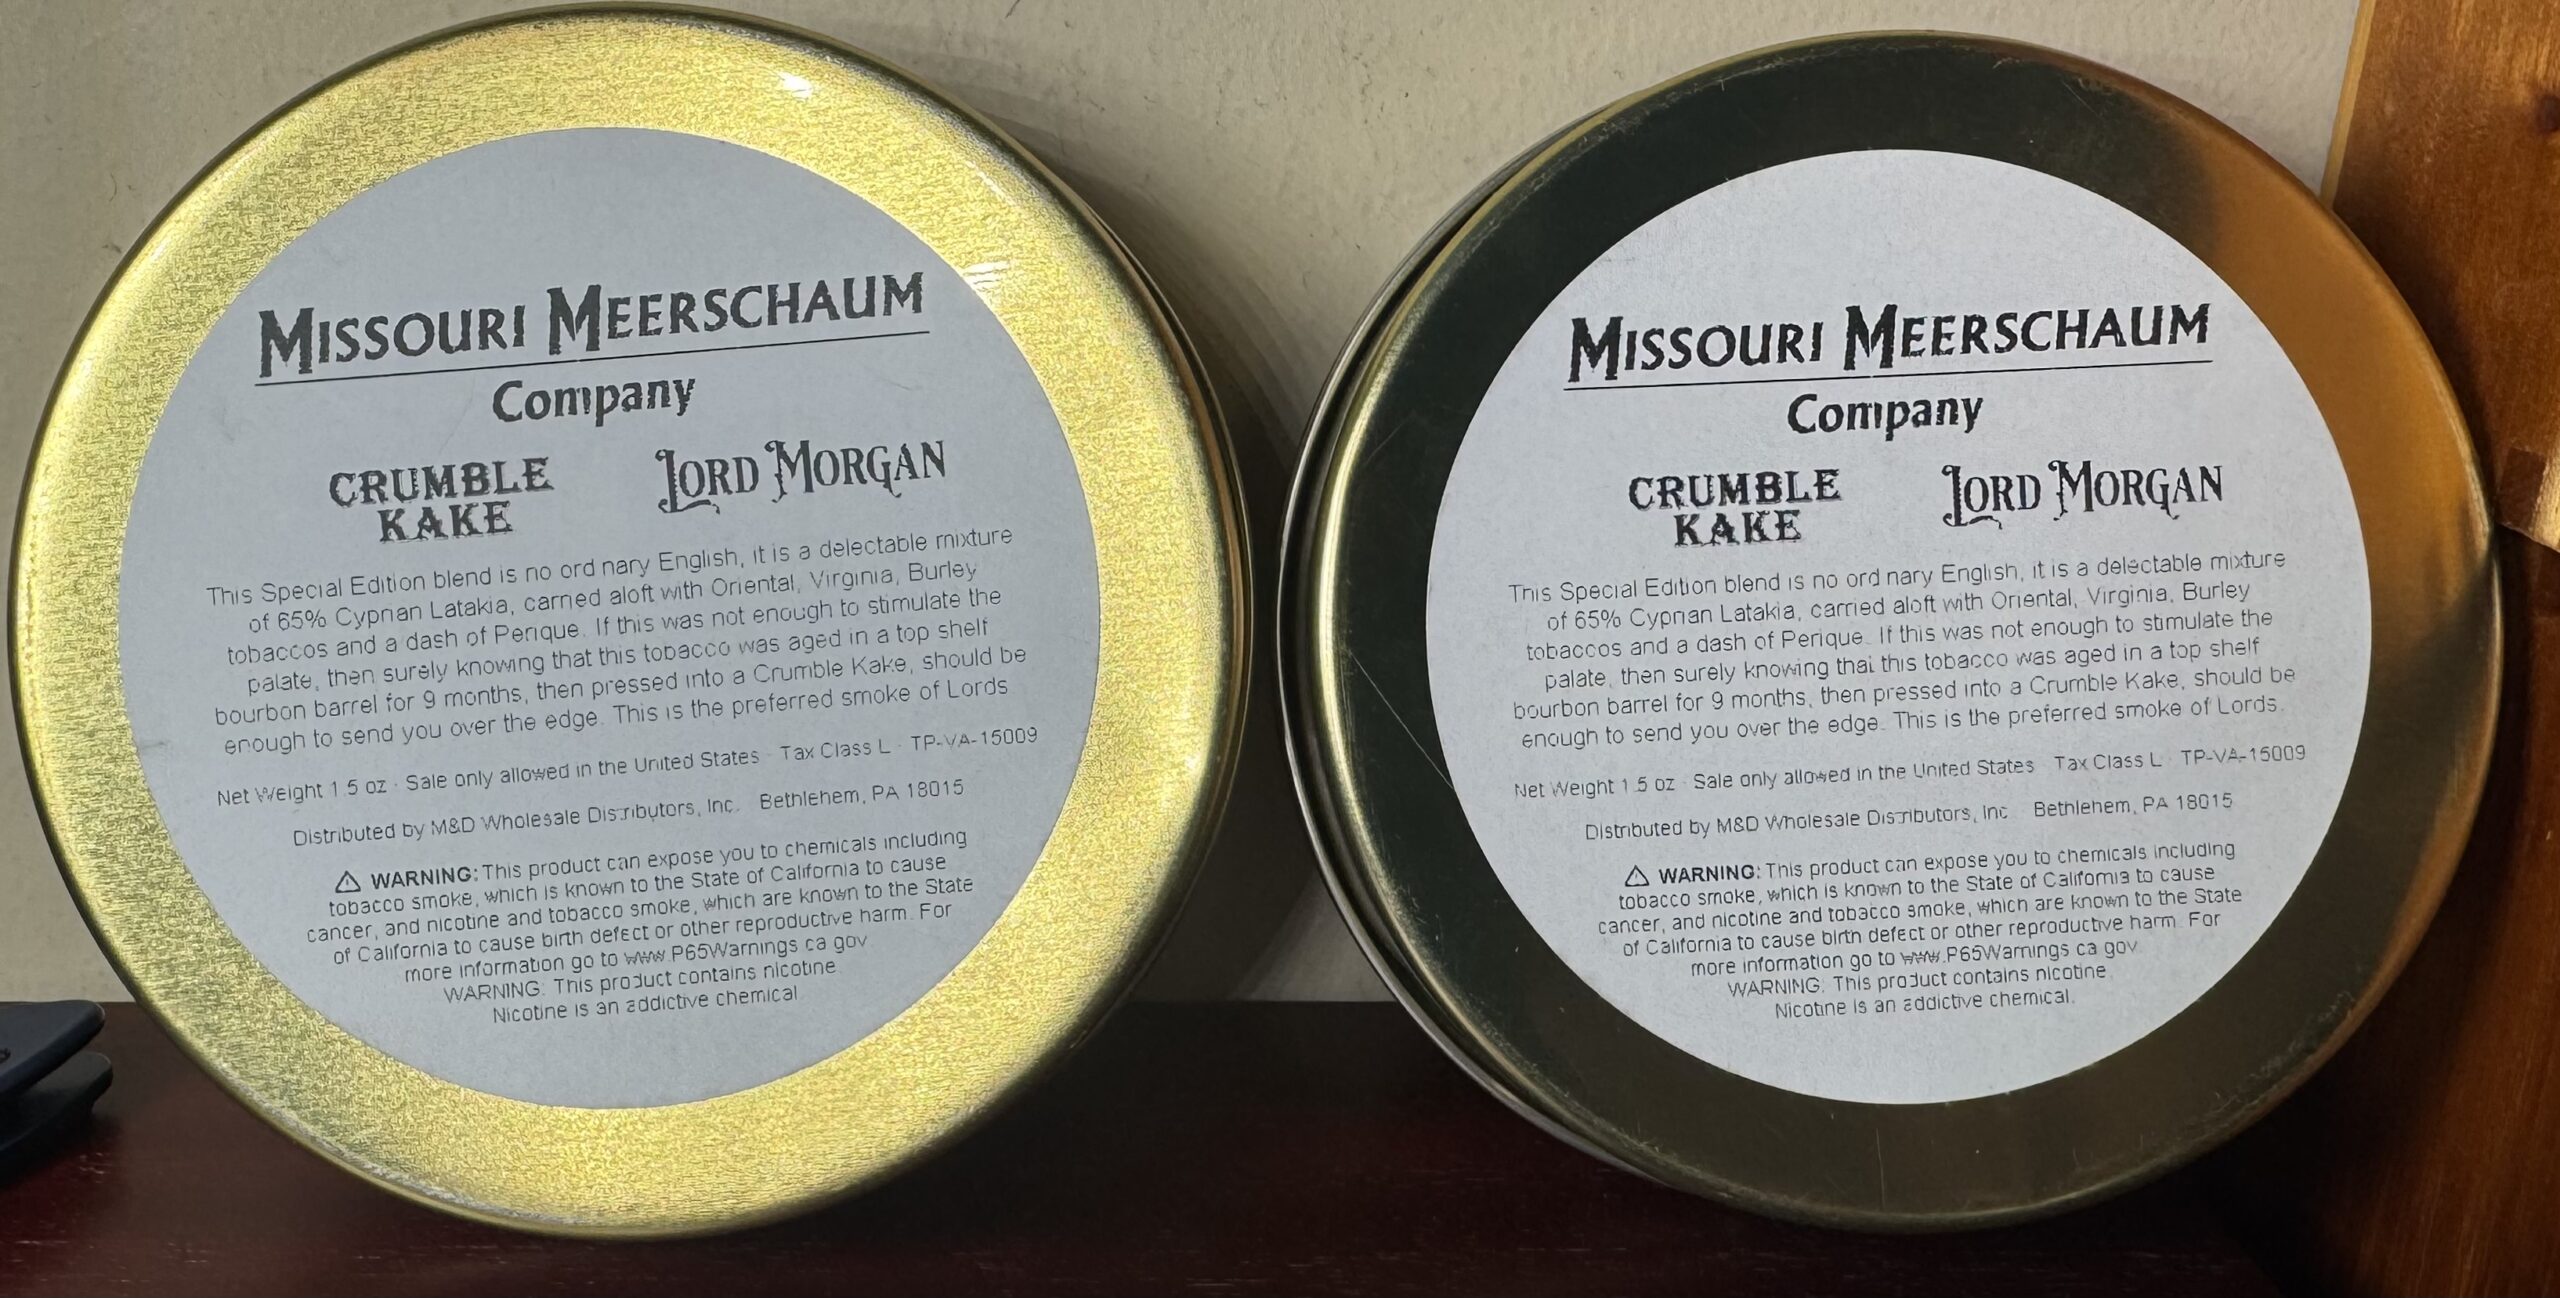 MISSOURI MEERSCHAUM
Company
CRUMBLE
KAKE
LORD MORGAN
This Special Edition blend is no ordinary English, it is a delectable mixture
of 65% Cyprian Latakia, carried aloft with Oriental, Virginia, Burley
tobaccos and a dash of Perique. If this was not enough to stimulate the
palate, then surely knowing that this tobacco was aged in a top shelf
bourbon barrel for 9 months, then pressed into a Crumble Kake, should be
enough to send you over the edge. This is the preferred smoke of Lords
Net Weight 1.5 oz · Sale only allowed in the United States · Tax Class L · TP-VA-15009
Distributed by M&D Wholesale Distributors, Inc. Bethlehem, PA 18015
⚠ WARNING: This product can expose you to chemicals including
tobacco smoke, which is known to the State of California to cause
cancer, and nicotine and tobacco smoke, which are known to the State
of California to cause birth defect or other reproductive harm. For
more information go to www.P65Warnings.ca.gov
WARNING: This product contains nicotine.
Nicotine is an addictive chemical
MISSOURI MEERSCHAUM
Company
CRUMBLE
KAKE
LORD MORGAN
This Special Edition blend is no ordinary English, it is a delectable mixture
of 65% Cyprian Latakia, carried aloft with Oriental, Virginia, Burley
tobaccos and a dash of Perique. If this was not enough to stimulate the
palate, then surely knowing that this tobacco was aged in a top shelf
bourbon barrel for 9 months, then pressed into a Crumble Kake, should be
enough to send you over the edge. This is the preferred smoke of Lords.
Net Weight 1.5 oz · Sale only allowed in the United States · Tax Class L · TP-VA-15009
Distributed by M&D Wholesale Distributors, Inc. Bethlehem, PA 18015
⚠ WARNING: This product can expose you to chemicals including
tobacco smoke, which is known to the State of California to cause
cancer, and nicotine and tobacco smoke, which are known to the State
of California to cause birth defect or other reproductive harm. For
more information go to www.P65Warnings.ca.gov
WARNING: This product contains nicotine.
Nicotine is an addictive chemical.